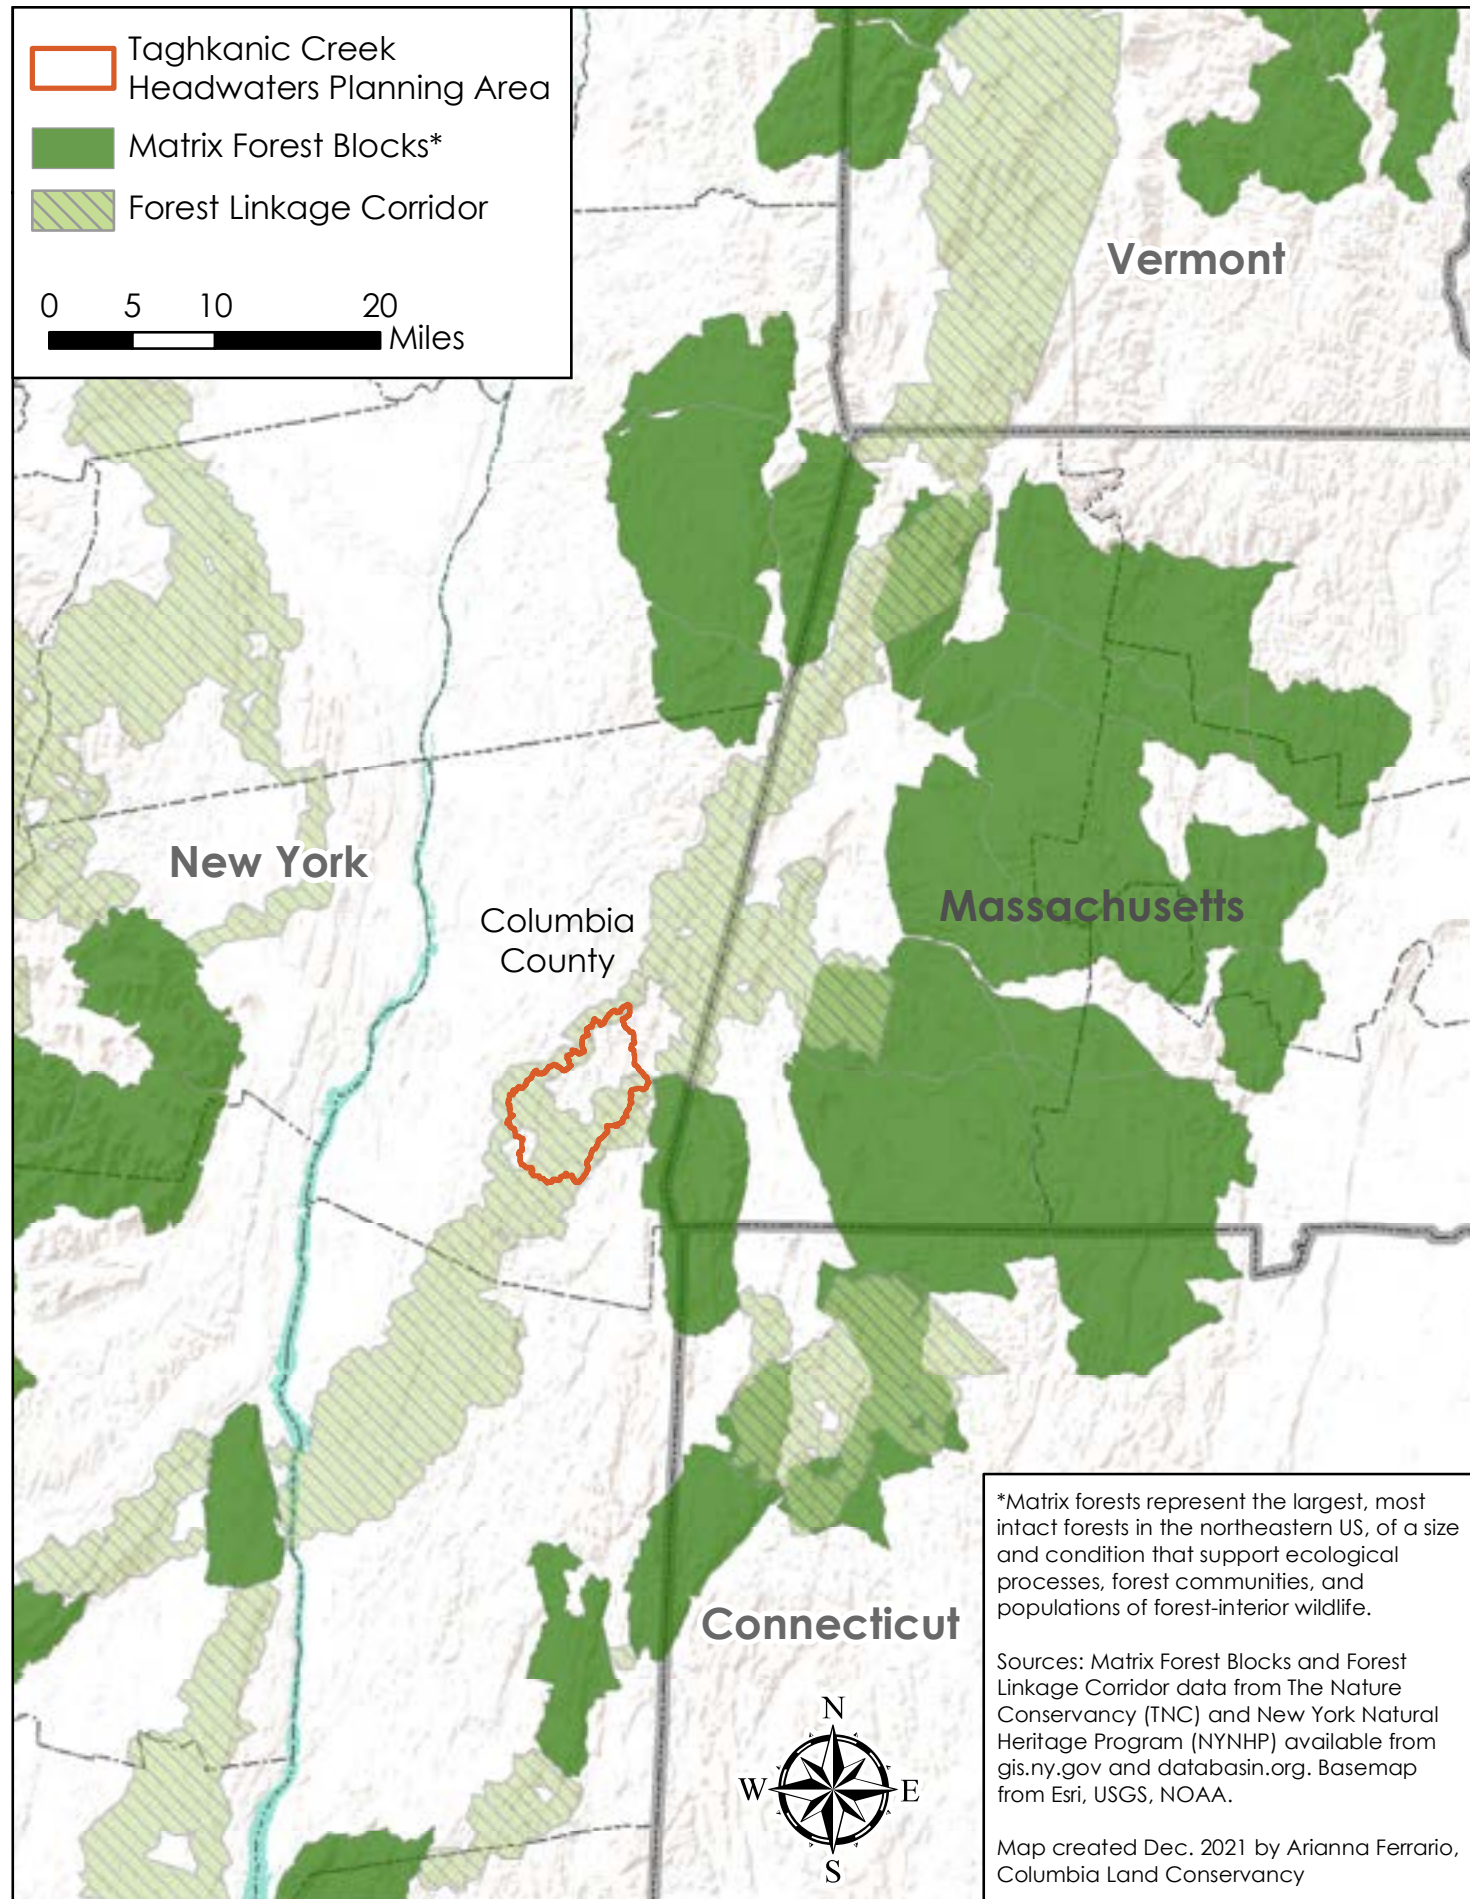 Taghkanic Creek
Headwaters Planning Area
Matrix Forest Blocks*
Forest Linkage Corridor
0 5 10 20
Miles
Vermont
New York
Massachusetts
Columbia
County
Connecticut
N
W E
S
*Matrix forests represent the largest, most
intact forests in the northeastern US, of a size
and condition that support ecological
processes, forest communities, and
populations of forest-interior wildlife.
Sources: Matrix Forest Blocks and Forest
Linkage Corridor data from The Nature
Conservancy (TNC) and New York Natural
Heritage Program (NYNHP) available from
gis.ny.gov and databasin.org. Basemap
from Esri, USGS, NOAA.
Map created Dec. 2021 by Arianna Ferrario,
Columbia Land Conservancy